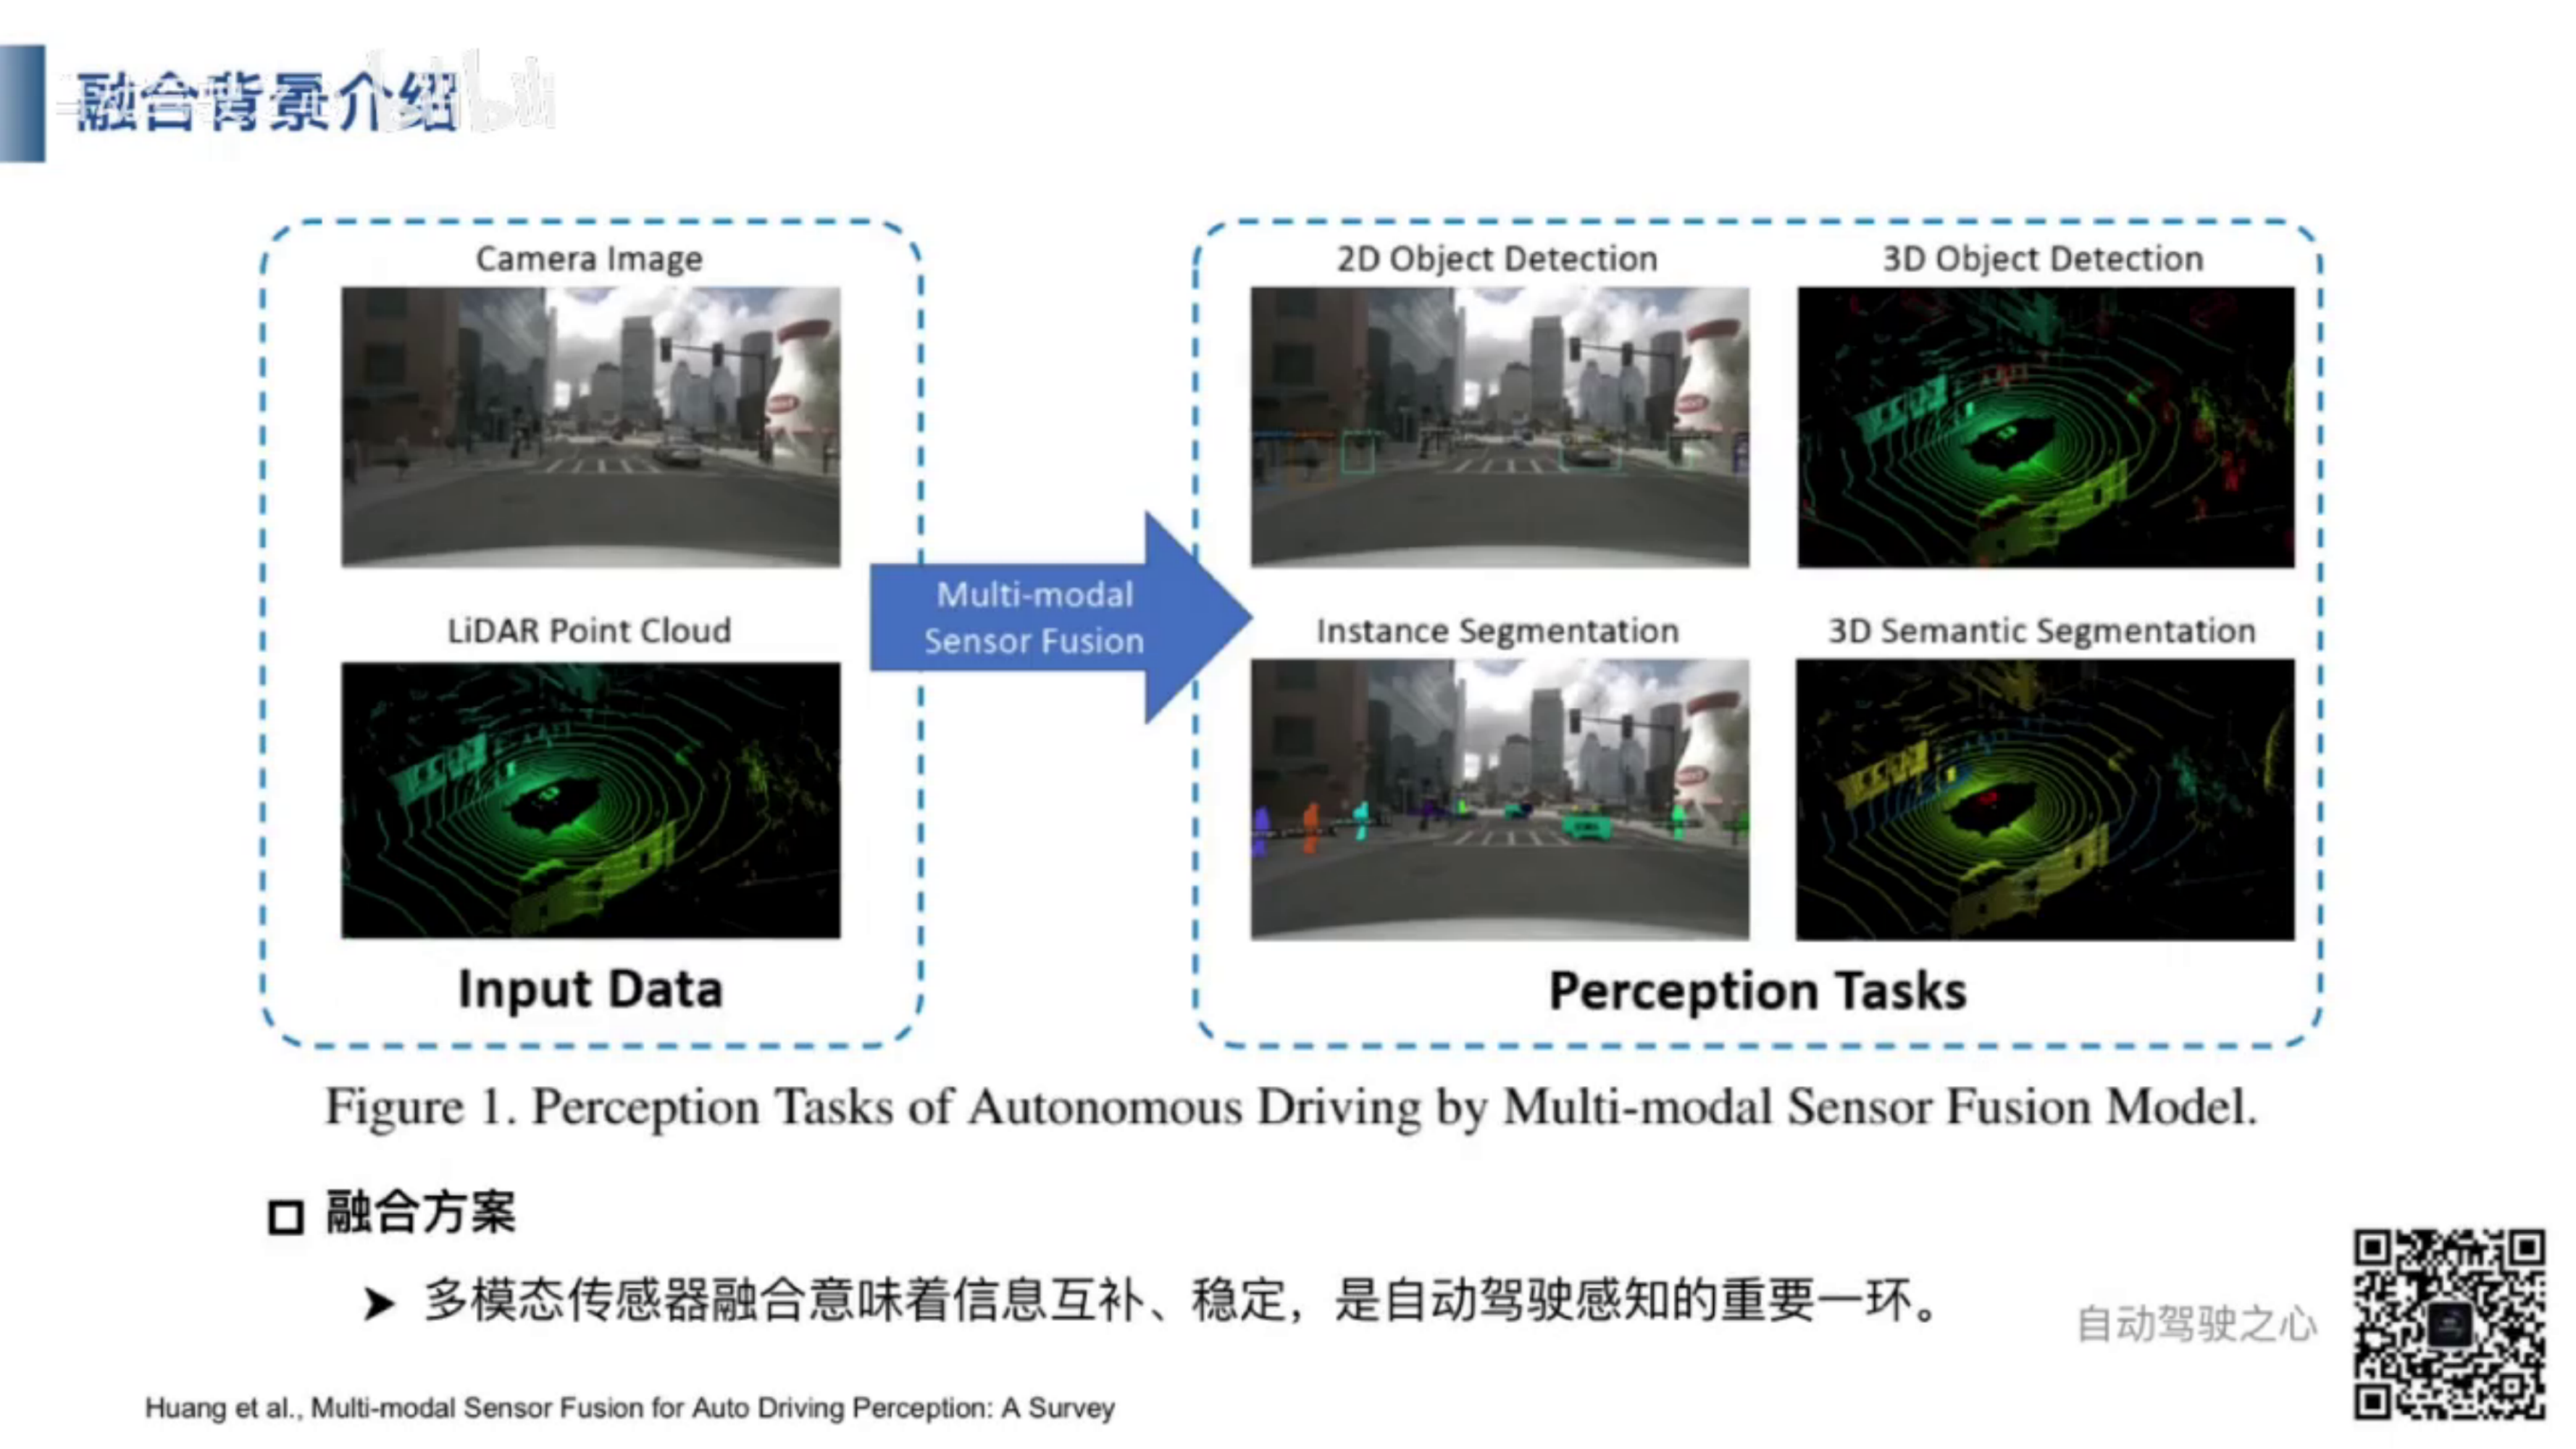 融合背景介绍
Camera Image
LiDAR Point Cloud
Input Data
Multi-modal
Sensor Fusion
2D Object Detection
3D Object Detection
Instance Segmentation
3D Semantic Segmentation
Perception Tasks
Figure 1. Perception Tasks of Autonomous Driving by Multi-modal Sensor Fusion Model.
融合方案
多模态传感器融合意味着信息互补、稳定，是自动驾驶感知的重要一环。
自动驾驶之心
Huang et al., Multi-modal Sensor Fusion for Auto Driving Perception: A Survey